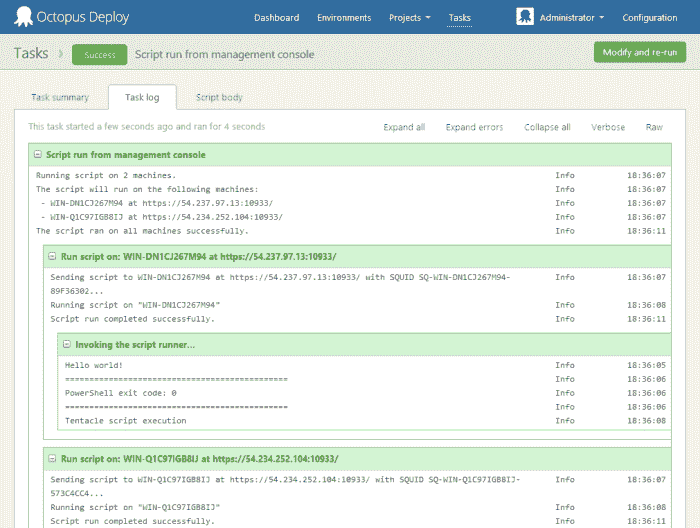 Octopus Deploy Dashboard Environments Projects Tasks Administrator Configuration
Tasks Success Script run from management console Modify and re-run
Task summary Task log Script body
This task started a few seconds ago and ran for 4 seconds Expand all Expand errors Collapse all Verbose Raw
Script run from management console
Running script on 2 machines. Info 18:36:07
The script will run on the following machines: Info 18:36:07
- WIN-DN1CJ267M94 at https://54.237.97.13:10933/ Info 18:36:07
- WIN-Q1C97IGB8IJ at https://54.234.252.104:10933/ Info 18:36:07
The script ran on all machines successfully. Info 18:36:11
Run script on: WIN-DN1CJ267M94 at https://54.237.97.13:10933/
Sending script to WIN-DN1CJ267M94 at https://54.237.97.13:10933/ with SQUID SQ-WIN-DN1CJ267M94- Info 18:36:07
89F36302...
Running script on "WIN-DN1CJ267M94" Info 18:36:08
Script run completed successfully. Info 18:36:11
Invoking the script runner...
Hello world! Info 18:36:05
============================================== Info 18:36:06
PowerShell exit code: 0 Info 18:36:06
============================================== Info 18:36:06
Tentacle script execution Info 18:36:08
Run script on: WIN-Q1C97IGB8IJ at https://54.234.252.104:10933/
Sending script to WIN-Q1C97IGB8IJ at https://54.234.252.104:10933/ with SQUID SQ-WIN-Q1C97IGB8IJ- Info 18:36:07
573C4CC4...
Running script on "WIN-Q1C97IGB8IJ" Info 18:36:08
Script run completed successfully. Info 18:36:11